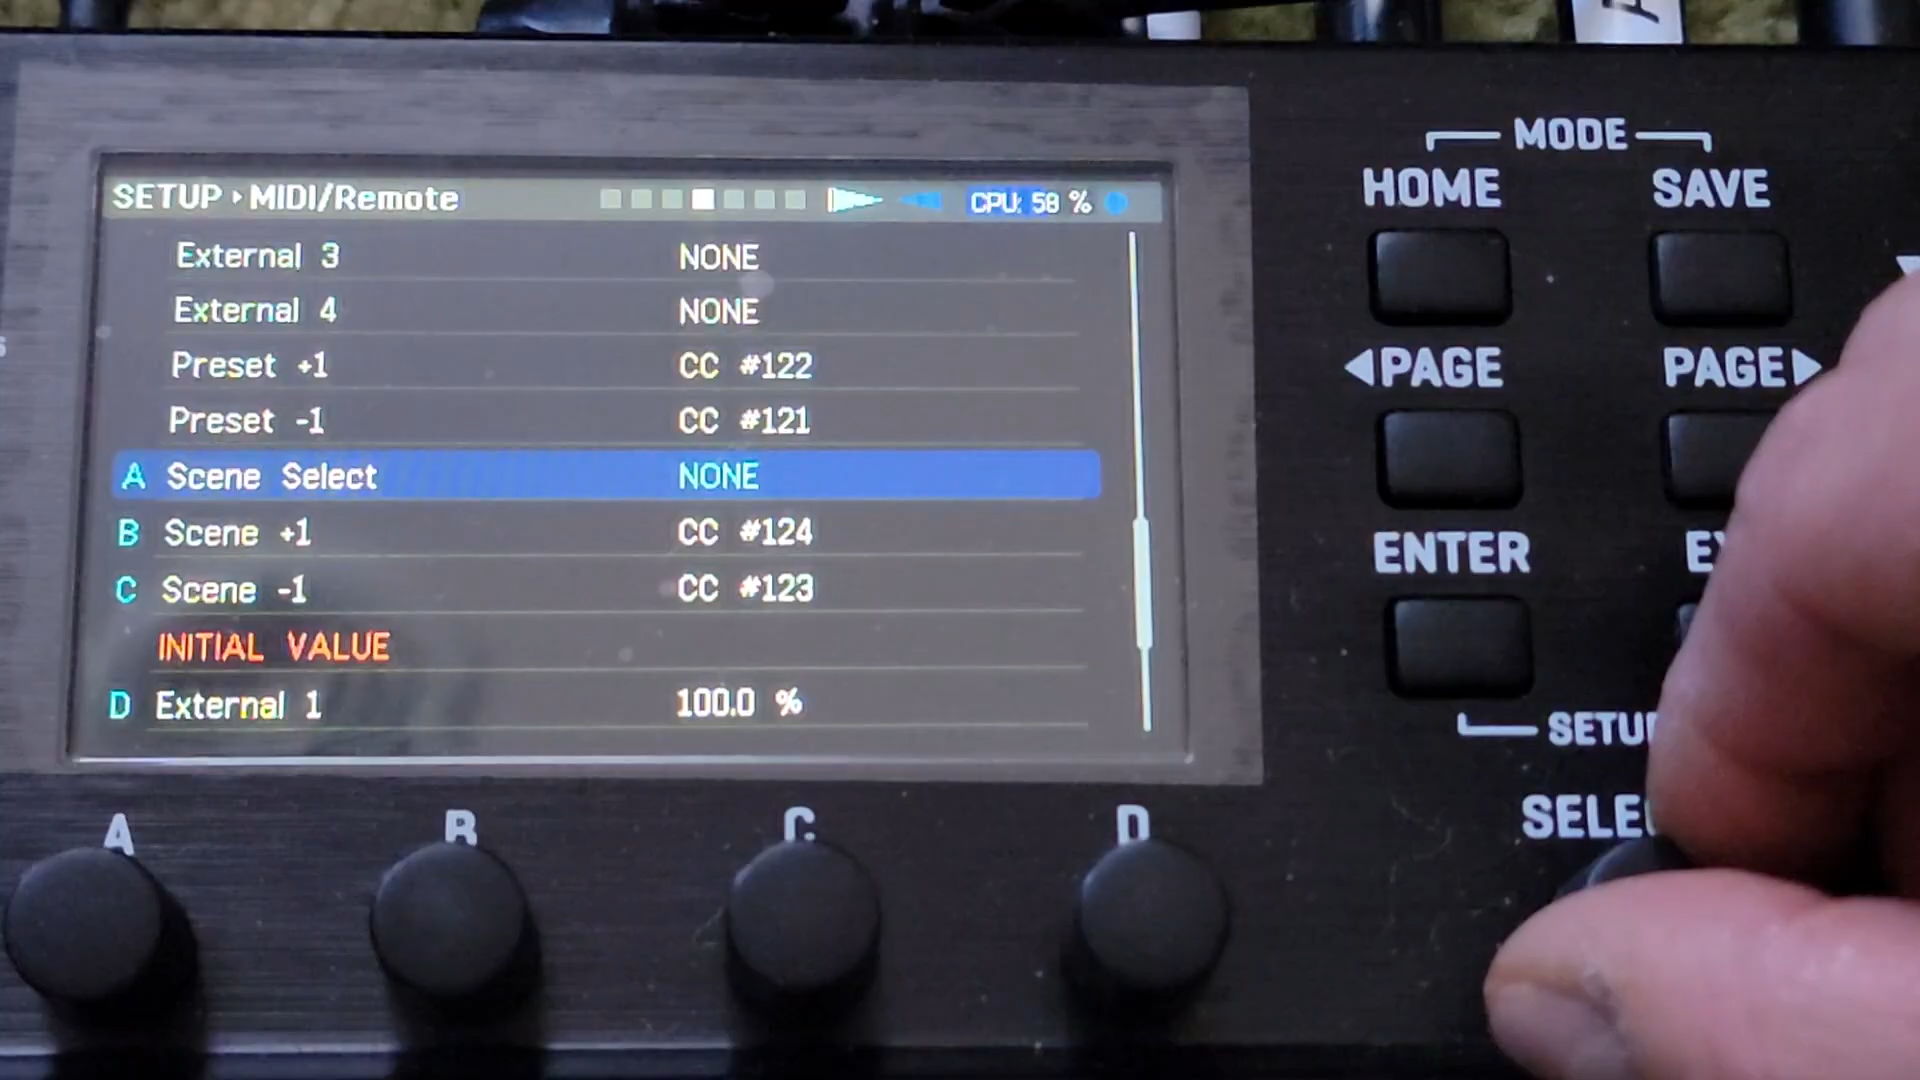 MODE
HOME SAVE
SETUP ▸ MIDI/Remote CPU: 58 %
External 3 NONE
External 4 NONE
Preset +1 CC #122
Preset -1 CC #121
A Scene Select NONE
B Scene +1 CC #124
C Scene -1 CC #123
INITIAL VALUE
D External 1 100.0 %
◀PAGE PAGE▶
ENTER
A B C D